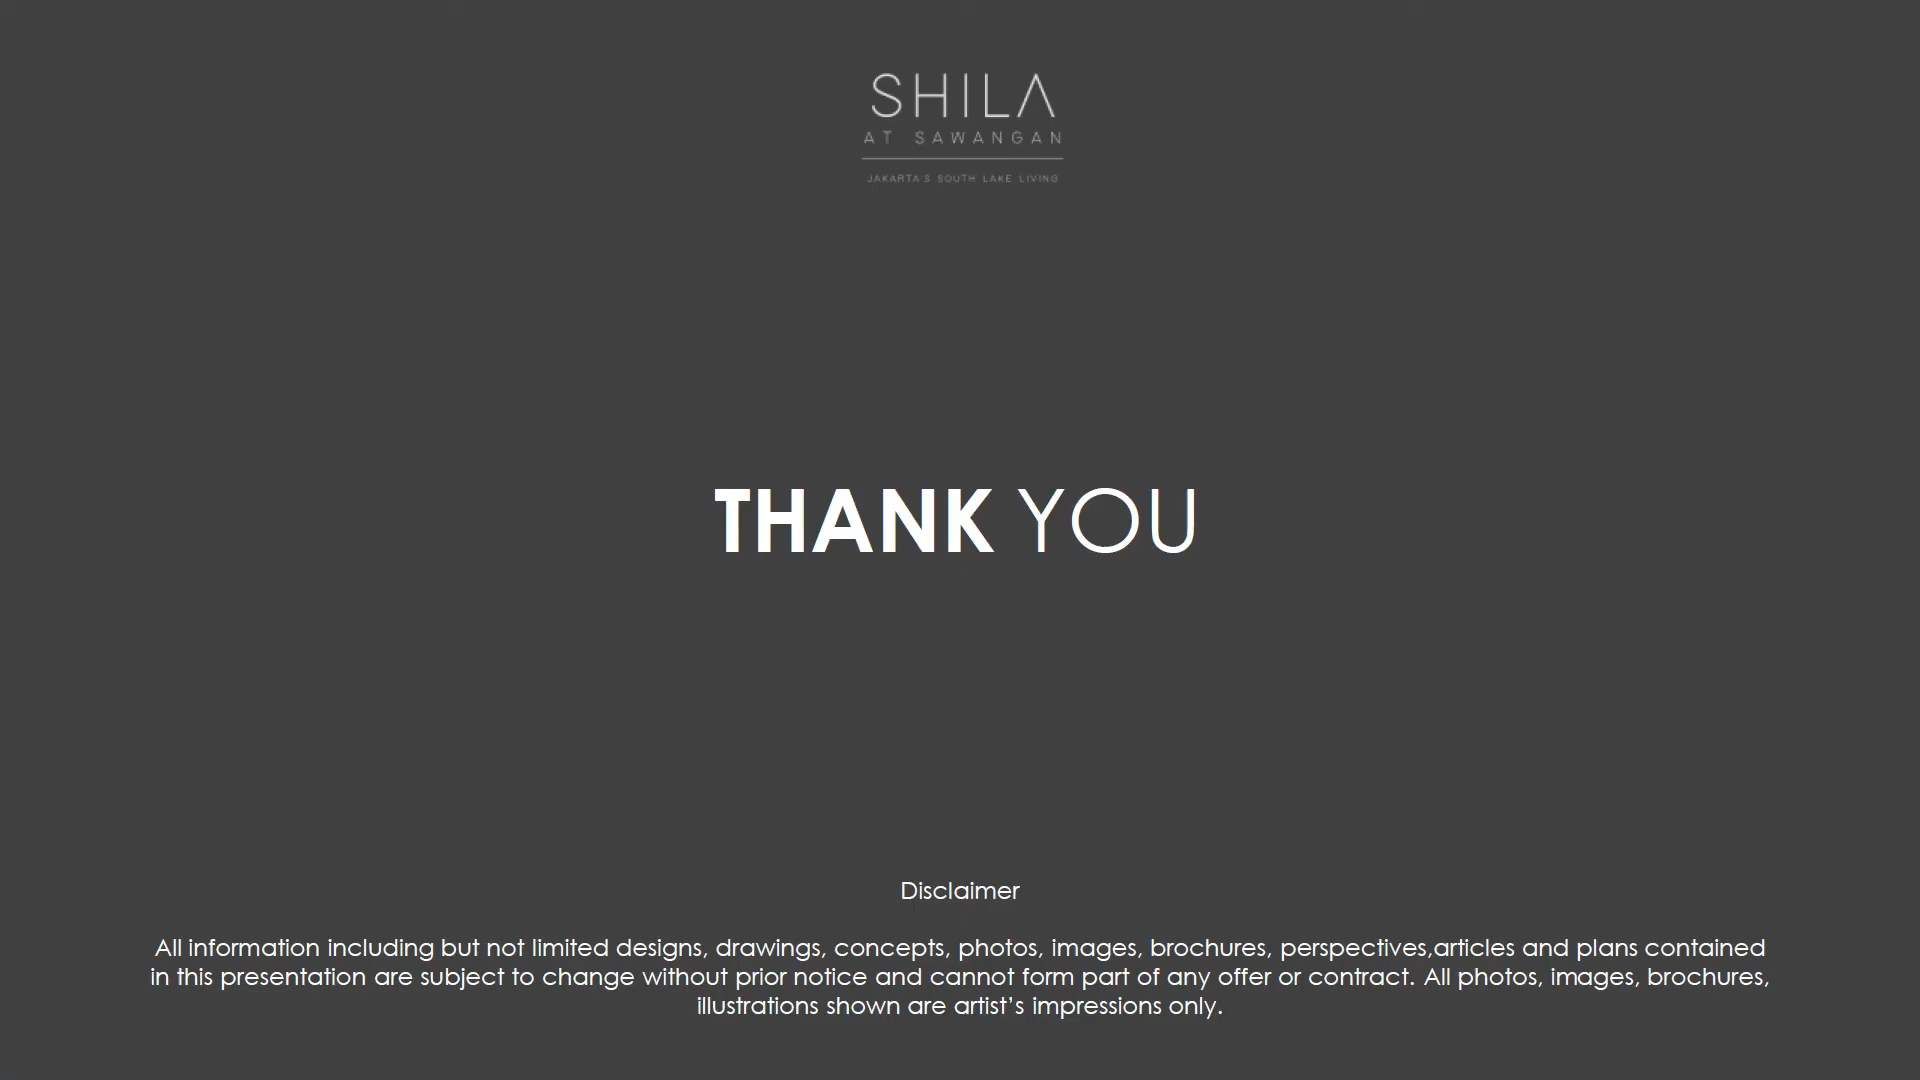 SHILA
AT SAWANGAN
JAKARTA'S SOUTH LAKE LIVING
THANK YOU
Disclaimer
All information including but not limited designs, drawings, concepts, photos, images, brochures, perspectives,articles and plans contained
in this presentation are subject to change without prior notice and cannot form part of any offer or contract. All photos, images, brochures,
illustrations shown are artist’s impressions only.